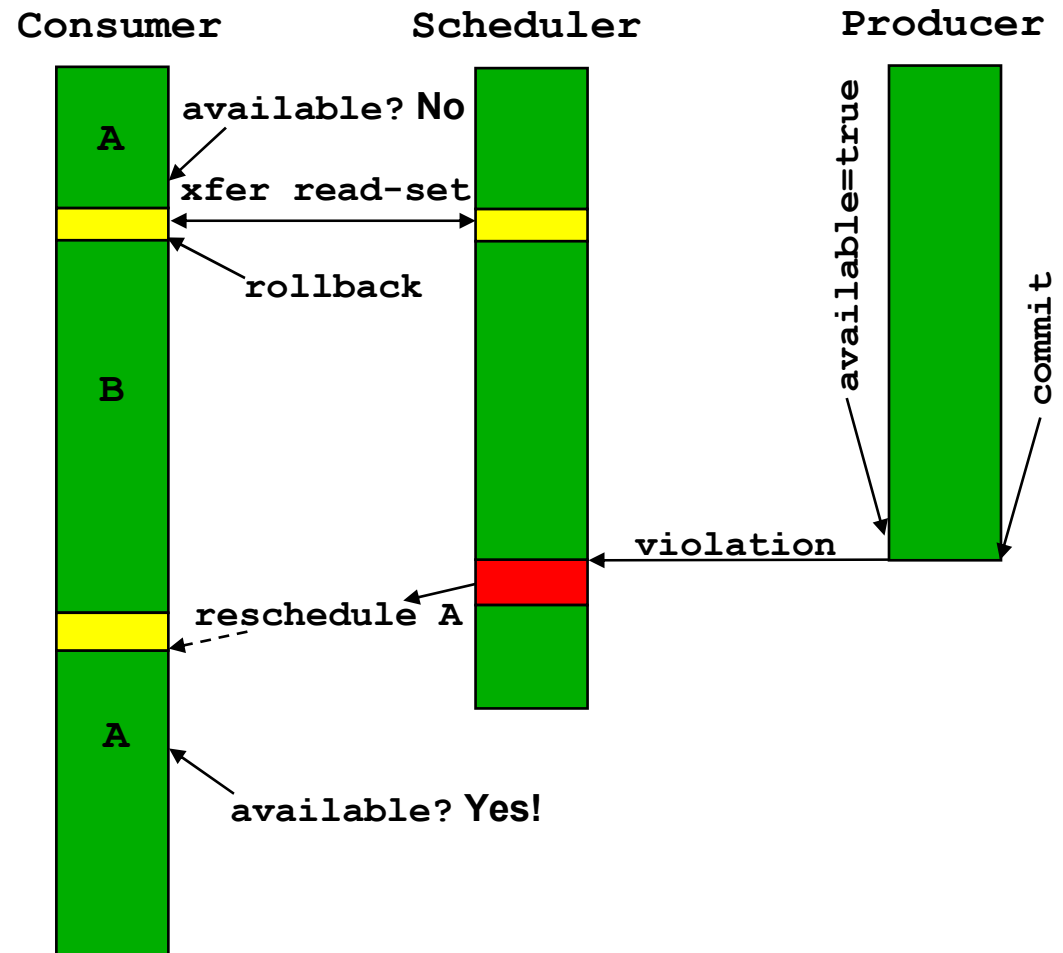 Consumer
Scheduler
Producer
A
available? No
xfer read-set
rollback
available=true
commit
B
violation
reschedule A
A
available? Yes!